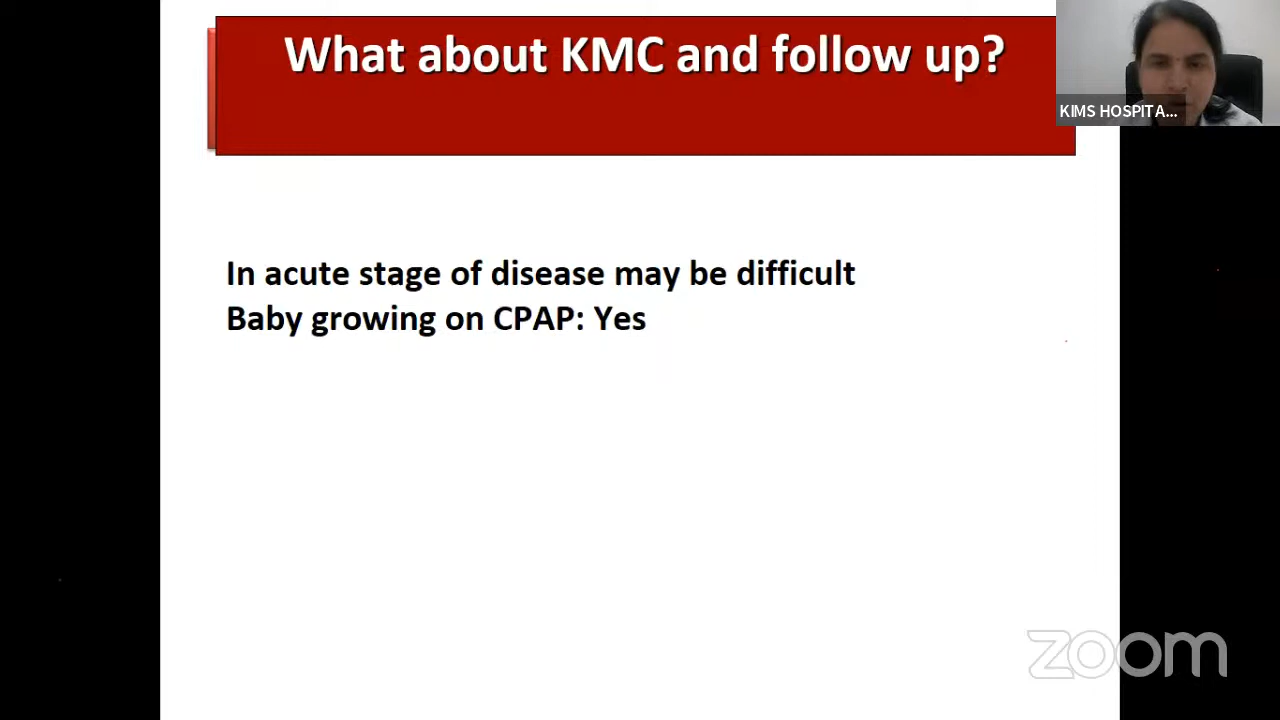 What about KMC and follow up?
KIMS HOSPITA...
In acute stage of disease may be difficult
Baby growing on CPAP: Yes
zoom